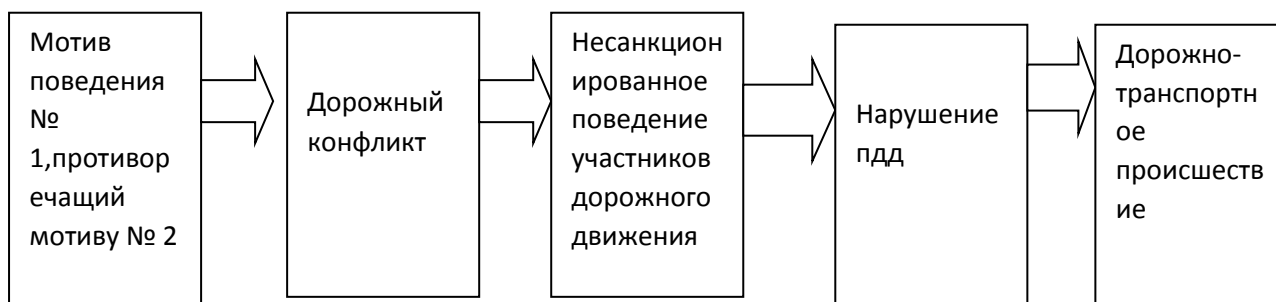 Мотив
поведения
№
1,противор
ечащий
мотиву № 2
Дорожный
конфликт
Несанкцион
ированное
поведение
участников
дорожного
движения
Нарушение
пдд
Дорожно-
транспортн
ое
происшеств
ие